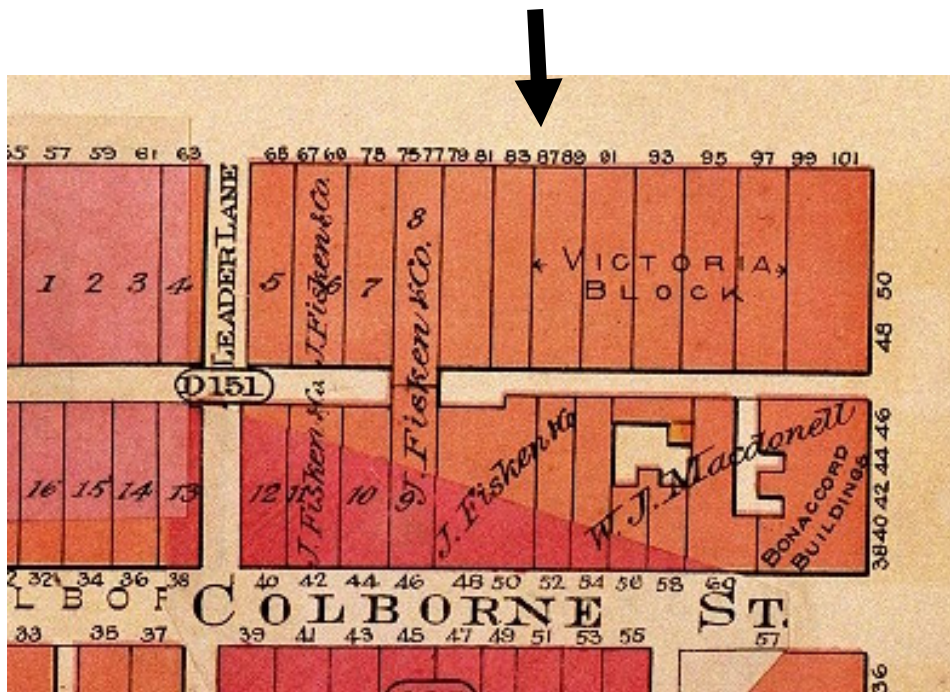 55 57 59 61 63 65 67 69 73 75 77 79 81 83 87 89 91 93 95 97 99 101
LEADER LANE
J. Fisken & Co.
8
1 2 3 4 5 6 7
J. Fisken & Co.
VICTORIA
BLOCK
50
48
D151
J. Fisken & Co
J. Fisken & Co
W. J. Macdonell
BONACCORD
BUILDINGS
46
44
42
40
38
16 15 14 13 12 11 10 9
32 34 36 38 40 42 44 46 48 50 52 54 56 58 60
COLBORNE ST.
33 35 37 39 41 43 45 47 49 51 53 55 57
36